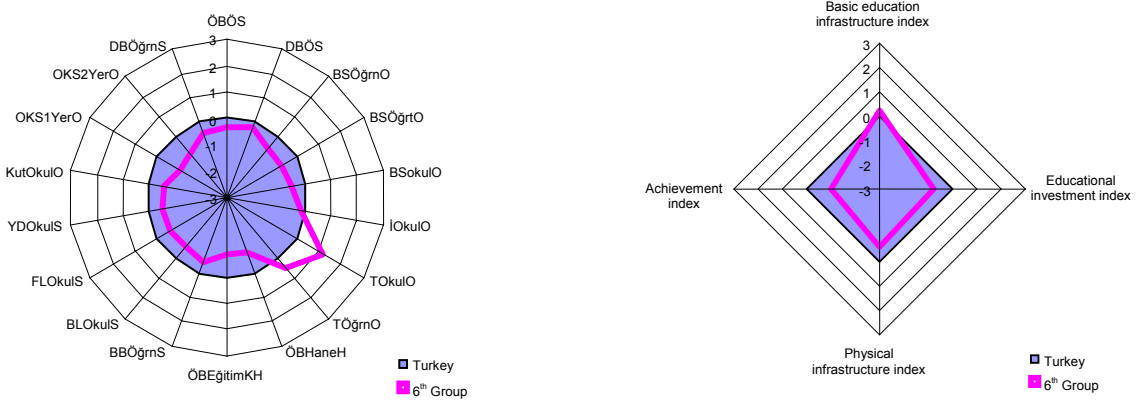 ÖBÖS
DBÖS
BSÖğrnO
BSÖğrtO
BSokulO
İOkulO
TOkulO
TÖğrnO
ÖBHaneH
ÖBEğitimKH
BBÖğrnS
BLOkulS
FLOkulS
YDOkulS
KutOkulO
OKS1YerO
OKS2YerO
DBÖğrnS
3
2
1
0
-1
-2
-3
Turkey
6th Group
Basic education
infrastructure index
Educational
investment index
Physical
infrastructure index
Achievement
index
3
2
1
0
-1
-2
-3
Turkey
6th Group